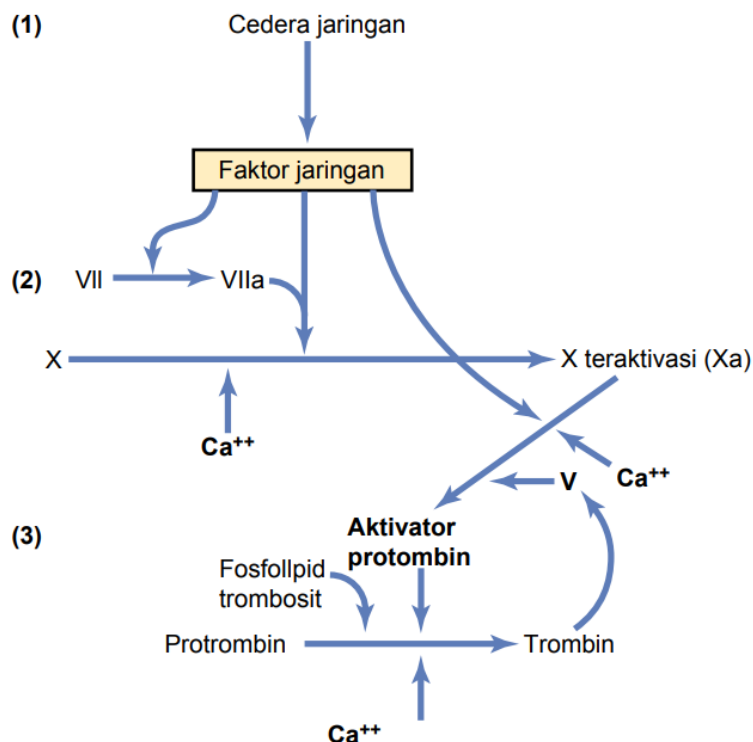 (1) Cedera jaringan
Faktor jaringan
(2) VII VIIa
X X teraktivasi (Xa)
Ca⁺⁺
V Ca⁺⁺
(3) Aktivator
protombin
Fosfollpid
trombosit
Protrombin Trombin
Ca⁺⁺